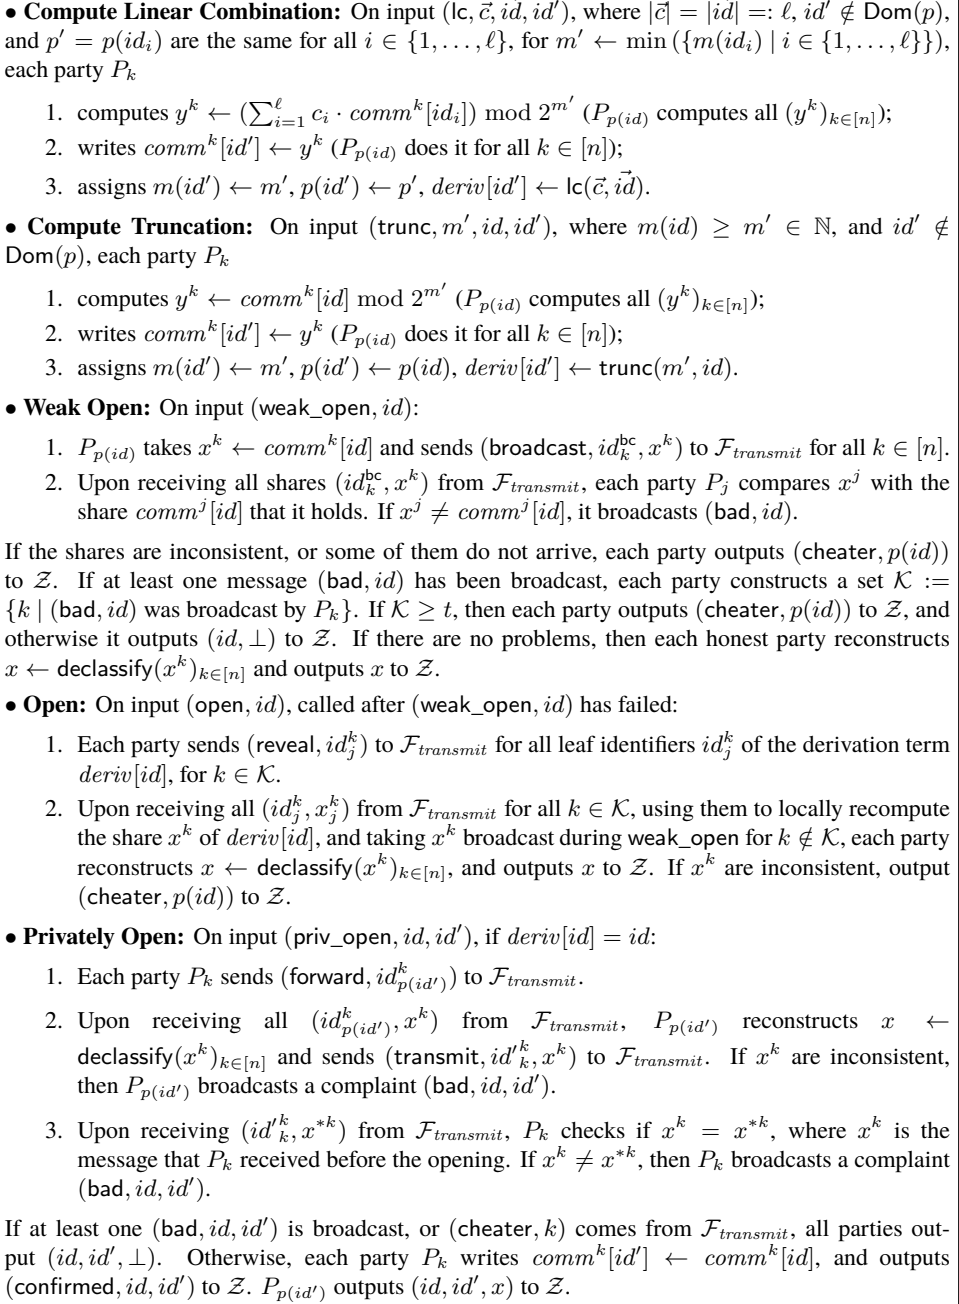 • Compute Linear Combination: On input (lc, c⃗, id⃗, id′), where |c⃗| = |id⃗| =: ℓ, id′ ∉ Dom(p),
and p′ = p(id_i) are the same for all i ∈ {1, . . . , ℓ}, for m′ ← min ({m(id_i) | i ∈ {1, . . . , ℓ}}),
each party P_k
1. computes y^k ← (∑_{i=1}^{ℓ} c_i · comm^k[id_i]) mod 2^{m′} (P_{p(id)} computes all (y^k)_{k∈[n]});
2. writes comm^k[id′] ← y^k (P_{p(id)} does it for all k ∈ [n]);
3. assigns m(id′) ← m′, p(id′) ← p′, deriv[id′] ← lc(c⃗, id⃗).
• Compute Truncation: On input (trunc, m′, id, id′), where m(id) ≥ m′ ∈ ℕ, and id′ ∉
Dom(p), each party P_k
1. computes y^k ← comm^k[id] mod 2^{m′} (P_{p(id)} computes all (y^k)_{k∈[n]});
2. writes comm^k[id′] ← y^k (P_{p(id)} does it for all k ∈ [n]);
3. assigns m(id′) ← m′, p(id′) ← p(id), deriv[id′] ← trunc(m′, id).
• Weak Open: On input (weak_open, id):
1. P_{p(id)} takes x^k ← comm^k[id] and sends (broadcast, id_k^{bc}, x^k) to F_{transmit} for all k ∈ [n].
2. Upon receiving all shares (id_k^{bc}, x^k) from F_{transmit}, each party P_j compares x^j with the
share comm^j[id] that it holds. If x^j ≠ comm^j[id], it broadcasts (bad, id).
If the shares are inconsistent, or some of them do not arrive, each party outputs (cheater, p(id))
to Z. If at least one message (bad, id) has been broadcast, each party constructs a set K :=
{k | (bad, id) was broadcast by P_k}. If K ≥ t, then each party outputs (cheater, p(id)) to Z, and
otherwise it outputs (id, ⊥) to Z. If there are no problems, then each honest party reconstructs
x ← declassify(x^k)_{k∈[n]} and outputs x to Z.
• Open: On input (open, id), called after (weak_open, id) has failed:
1. Each party sends (reveal, id_j^k) to F_{transmit} for all leaf identifiers id_j^k of the derivation term
deriv[id], for k ∈ K.
2. Upon receiving all (id_j^k, x_j^k) from F_{transmit} for all k ∈ K, using them to locally recompute
the share x^k of deriv[id], and taking x^k broadcast during weak_open for k ∉ K, each party
reconstructs x ← declassify(x^k)_{k∈[n]}, and outputs x to Z. If x^k are inconsistent, output
(cheater, p(id)) to Z.
• Privately Open: On input (priv_open, id, id′), if deriv[id] = id:
1. Each party P_k sends (forward, id_{p(id′)}^k) to F_{transmit}.
2. Upon receiving all (id_{p(id′)}^k, x^k) from F_{transmit}, P_{p(id′)} reconstructs x ←
declassify(x^k)_{k∈[n]} and sends (transmit, id′_k^k, x^k) to F_{transmit}. If x^k are inconsistent,
then P_{p(id′)} broadcasts a complaint (bad, id, id′).
3. Upon receiving (id′_k^k, x^{*k}) from F_{transmit}, P_k checks if x^k = x^{*k}, where x^k is the
message that P_k received before the opening. If x^k ≠ x^{*k}, then P_k broadcasts a complaint
(bad, id, id′).
If at least one (bad, id, id′) is broadcast, or (cheater, k) comes from F_{transmit}, all parties out-
put (id, id′, ⊥). Otherwise, each party P_k writes comm^k[id′] ← comm^k[id], and outputs
(confirmed, id, id′) to Z. P_{p(id′)} outputs (id, id′, x) to Z.